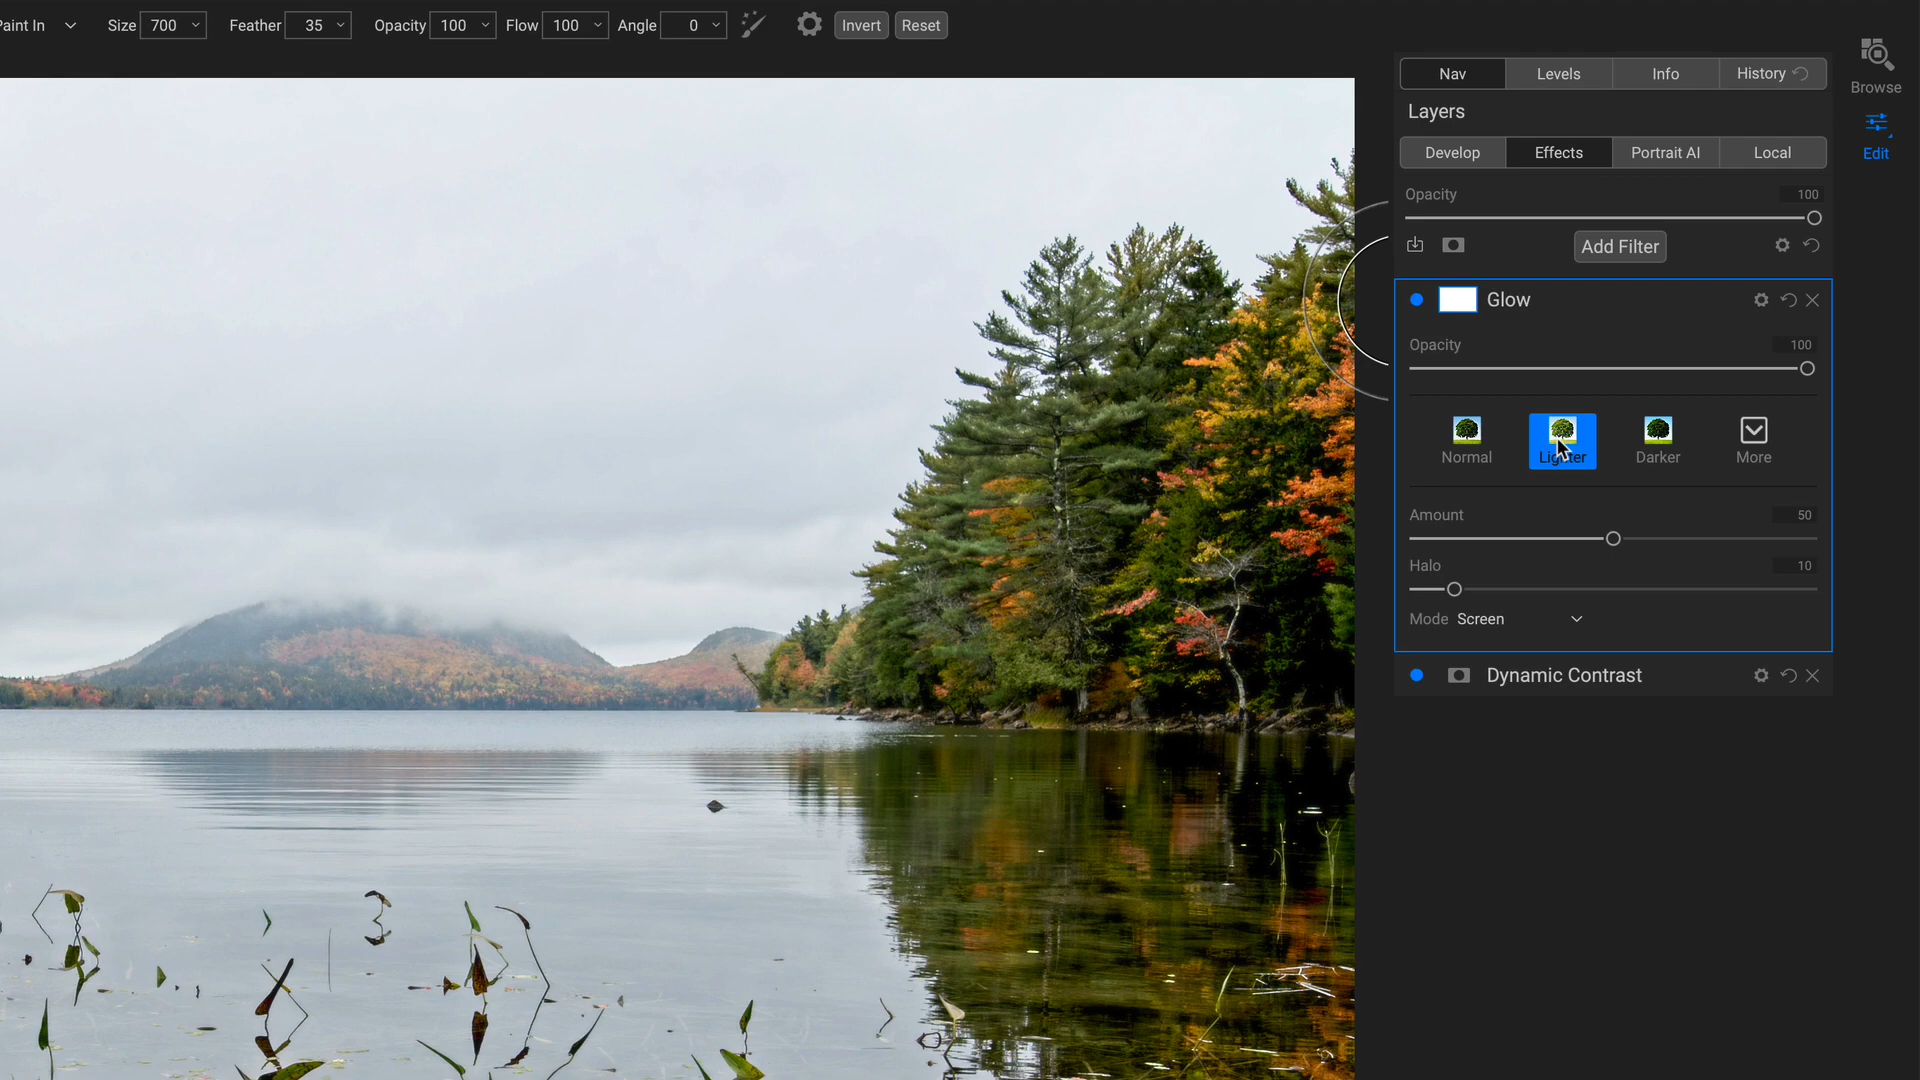 Paint In Size 700 Feather 35 Opacity 100 Flow 100 Angle 0 Invert Reset
Nav Levels Info History
Browse
Layers
Edit
Develop Effects Portrait AI Local
Opacity 100
Add Filter
Glow
Opacity 100
Normal Lighter Darker More
Amount 50
Halo 10
Mode Screen
Dynamic Contrast